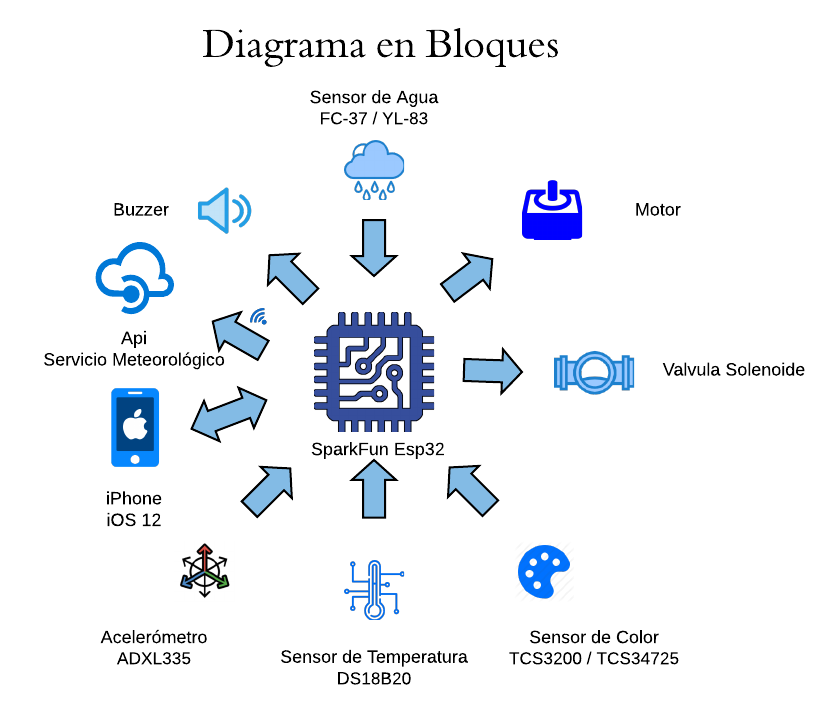 Diagrama en Bloques
Sensor de Agua
FC-37 / YL-83
Buzzer
Motor
Api
Servicio Meteorológico
Valvula Solenoide
SparkFun Esp32
iPhone
iOS 12
Acelerómetro
ADXL335
Sensor de Temperatura
DS18B20
Sensor de Color
TCS3200 / TCS34725